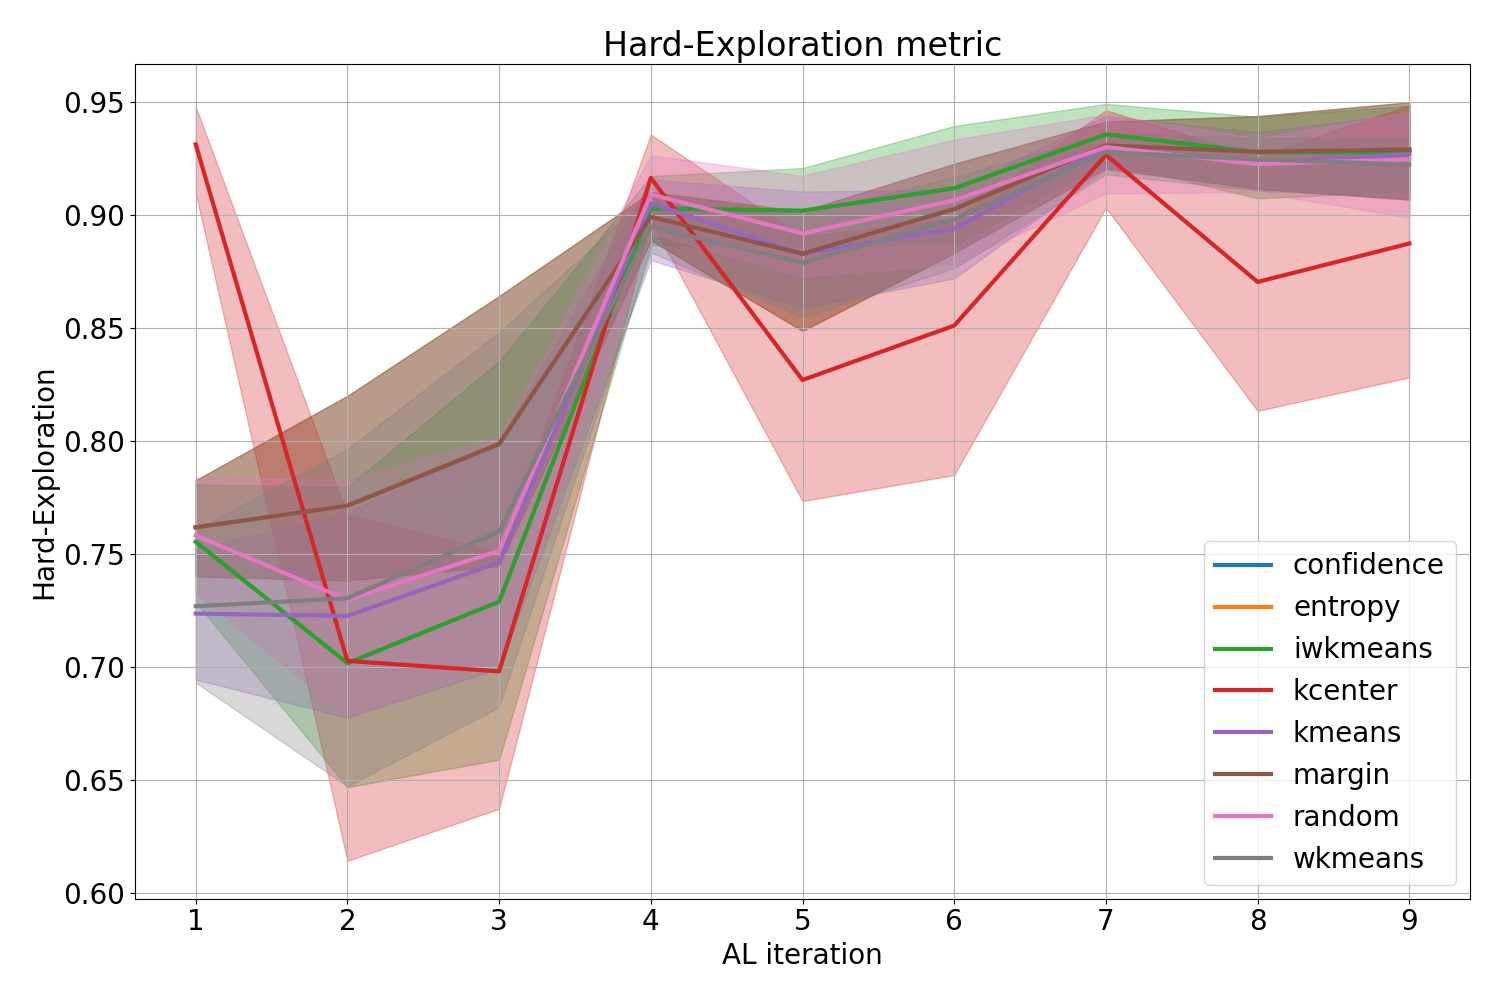 Hard-Exploration metric
0.95
0.90
0.85
0.80
0.75
0.70
0.65
0.60
Hard-Exploration
1 2 3 4 5 6 7 8 9
AL iteration
confidence
entropy
iwkmeans
kcenter
kmeans
margin
random
wkmeans